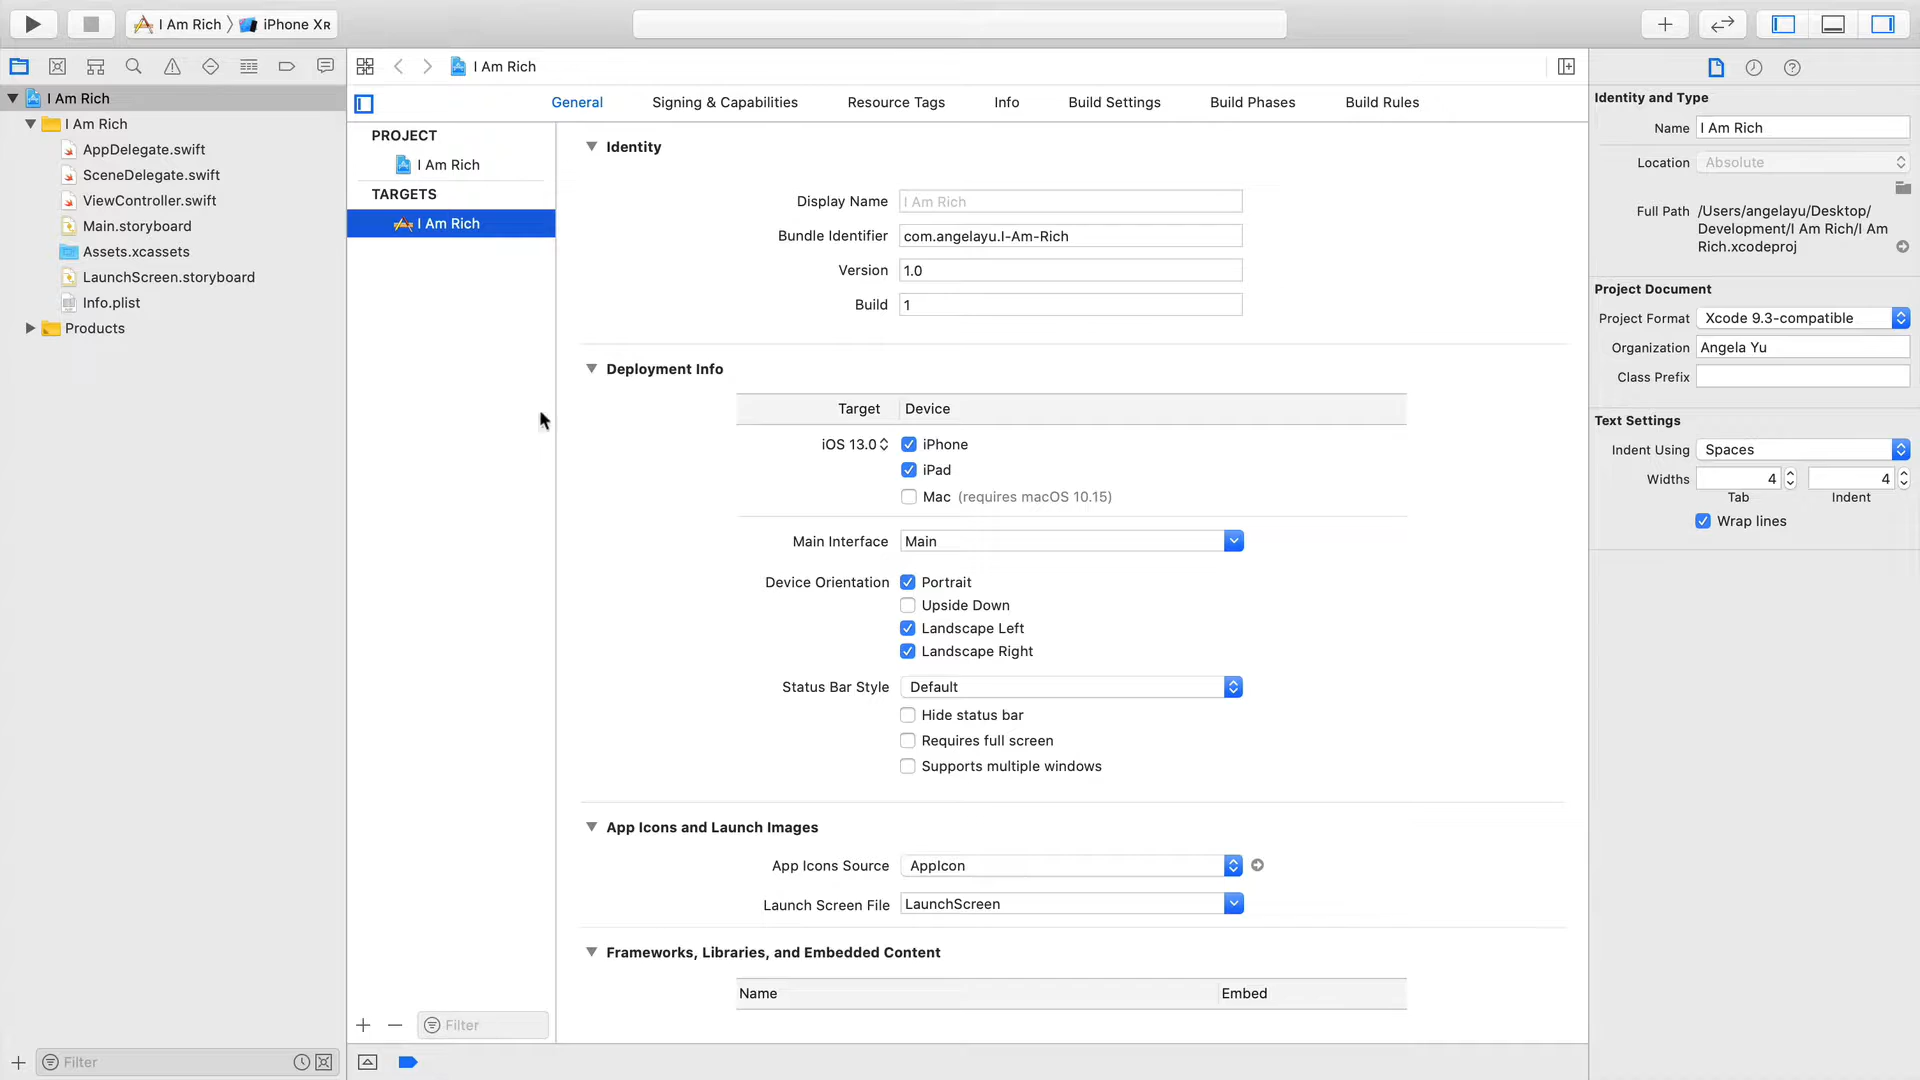 I Am Rich
iPhone XR
I Am Rich
I Am Rich
AppDelegate.swift
SceneDelegate.swift
ViewController.swift
Main.storyboard
Assets.xcassets
LaunchScreen.storyboard
Info.plist
Products
Filter
I Am Rich
General
Signing & Capabilities
Resource Tags
Info
Build Settings
Build Phases
Build Rules
PROJECT
I Am Rich
TARGETS
I Am Rich
Filter
Identity
Display Name I Am Rich
Bundle Identifier com.angelayu.I-Am-Rich
Version 1.0
Build 1
Deployment Info
Target Device
iOS 13.0 iPhone
iPad
Mac (requires macOS 10.15)
Main Interface Main
Device Orientation Portrait
Upside Down
Landscape Left
Landscape Right
Status Bar Style Default
Hide status bar
Requires full screen
Supports multiple windows
App Icons and Launch Images
App Icons Source AppIcon
Launch Screen File LaunchScreen
Frameworks, Libraries, and Embedded Content
Name Embed
Identity and Type
Name I Am Rich
Location Absolute
Full Path /Users/angelayu/Desktop/
Development/I Am Rich/I Am
Rich.xcodeproj
Project Document
Project Format Xcode 9.3-compatible
Organization Angela Yu
Class Prefix
Text Settings
Indent Using Spaces
Widths 4 4
Tab Indent
Wrap lines